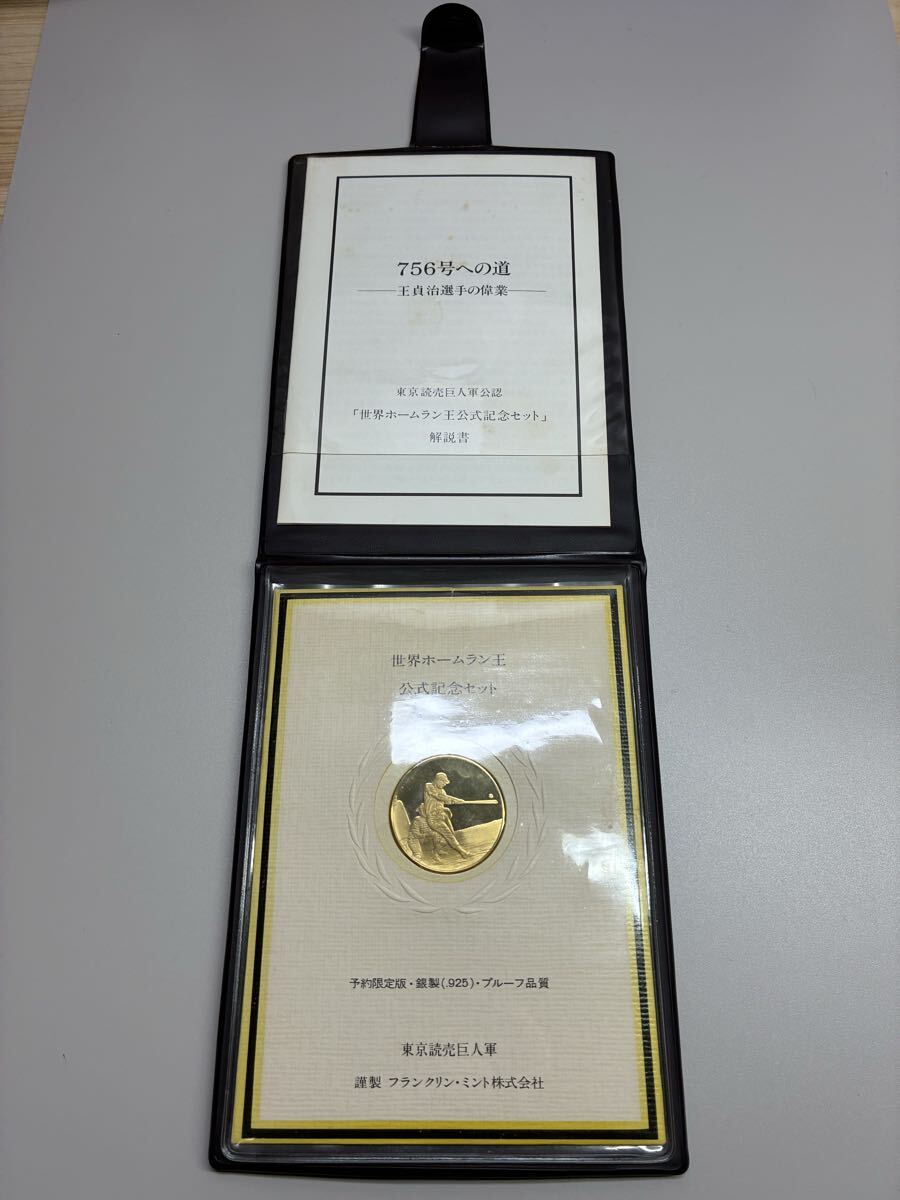 756号への道
王貞治選手の偉業
東京読売巨人軍公認
「世界ホームラン王公式記念セット」
解説書
世界ホームラン王
公式記念セット
予約限定版・銀製(.925)・プルーフ品質
東京読売巨人軍
謹製 フランクリン・ミント株式会社